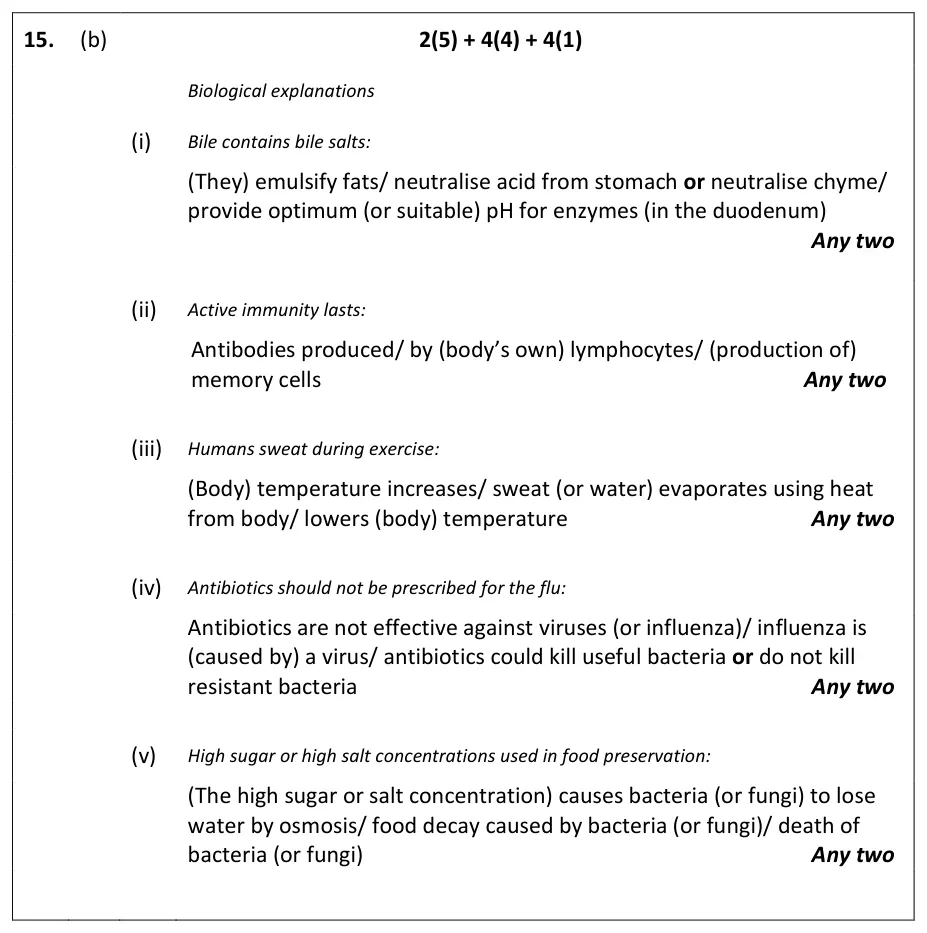 15. (b) 2(5) + 4(4) + 4(1)
Biological explanations
(i) Bile contains bile salts:
(They) emulsify fats/ neutralise acid from stomach or neutralise chyme/
provide optimum (or suitable) pH for enzymes (in the duodenum)
Any two
(ii) Active immunity lasts:
Antibodies produced/ by (body’s own) lymphocytes/ (production of)
memory cells Any two
(iii) Humans sweat during exercise:
(Body) temperature increases/ sweat (or water) evaporates using heat
from body/ lowers (body) temperature Any two
(iv) Antibiotics should not be prescribed for the flu:
Antibiotics are not effective against viruses (or influenza)/ influenza is
(caused by) a virus/ antibiotics could kill useful bacteria or do not kill
resistant bacteria Any two
(v) High sugar or high salt concentrations used in food preservation:
(The high sugar or salt concentration) causes bacteria (or fungi) to lose
water by osmosis/ food decay caused by bacteria (or fungi)/ death of
bacteria (or fungi) Any two